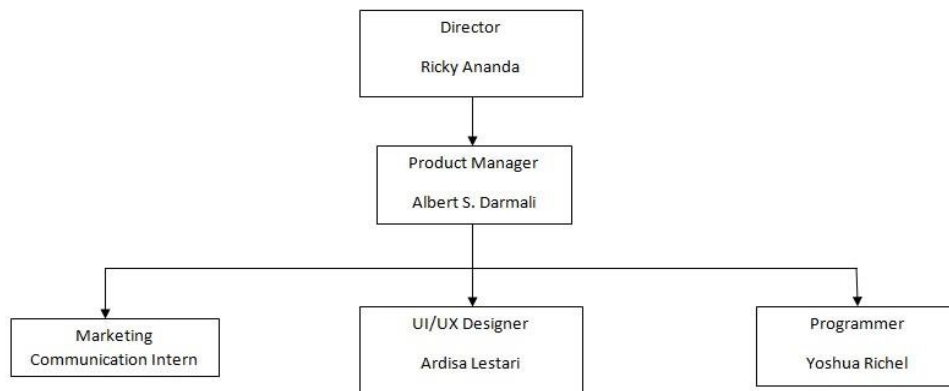 Director
Ricky Ananda
Product Manager
Albert S. Darmali
Marketing
Communication Intern
UI/UX Designer
Ardisa Lestari
Programmer
Yoshua Richel